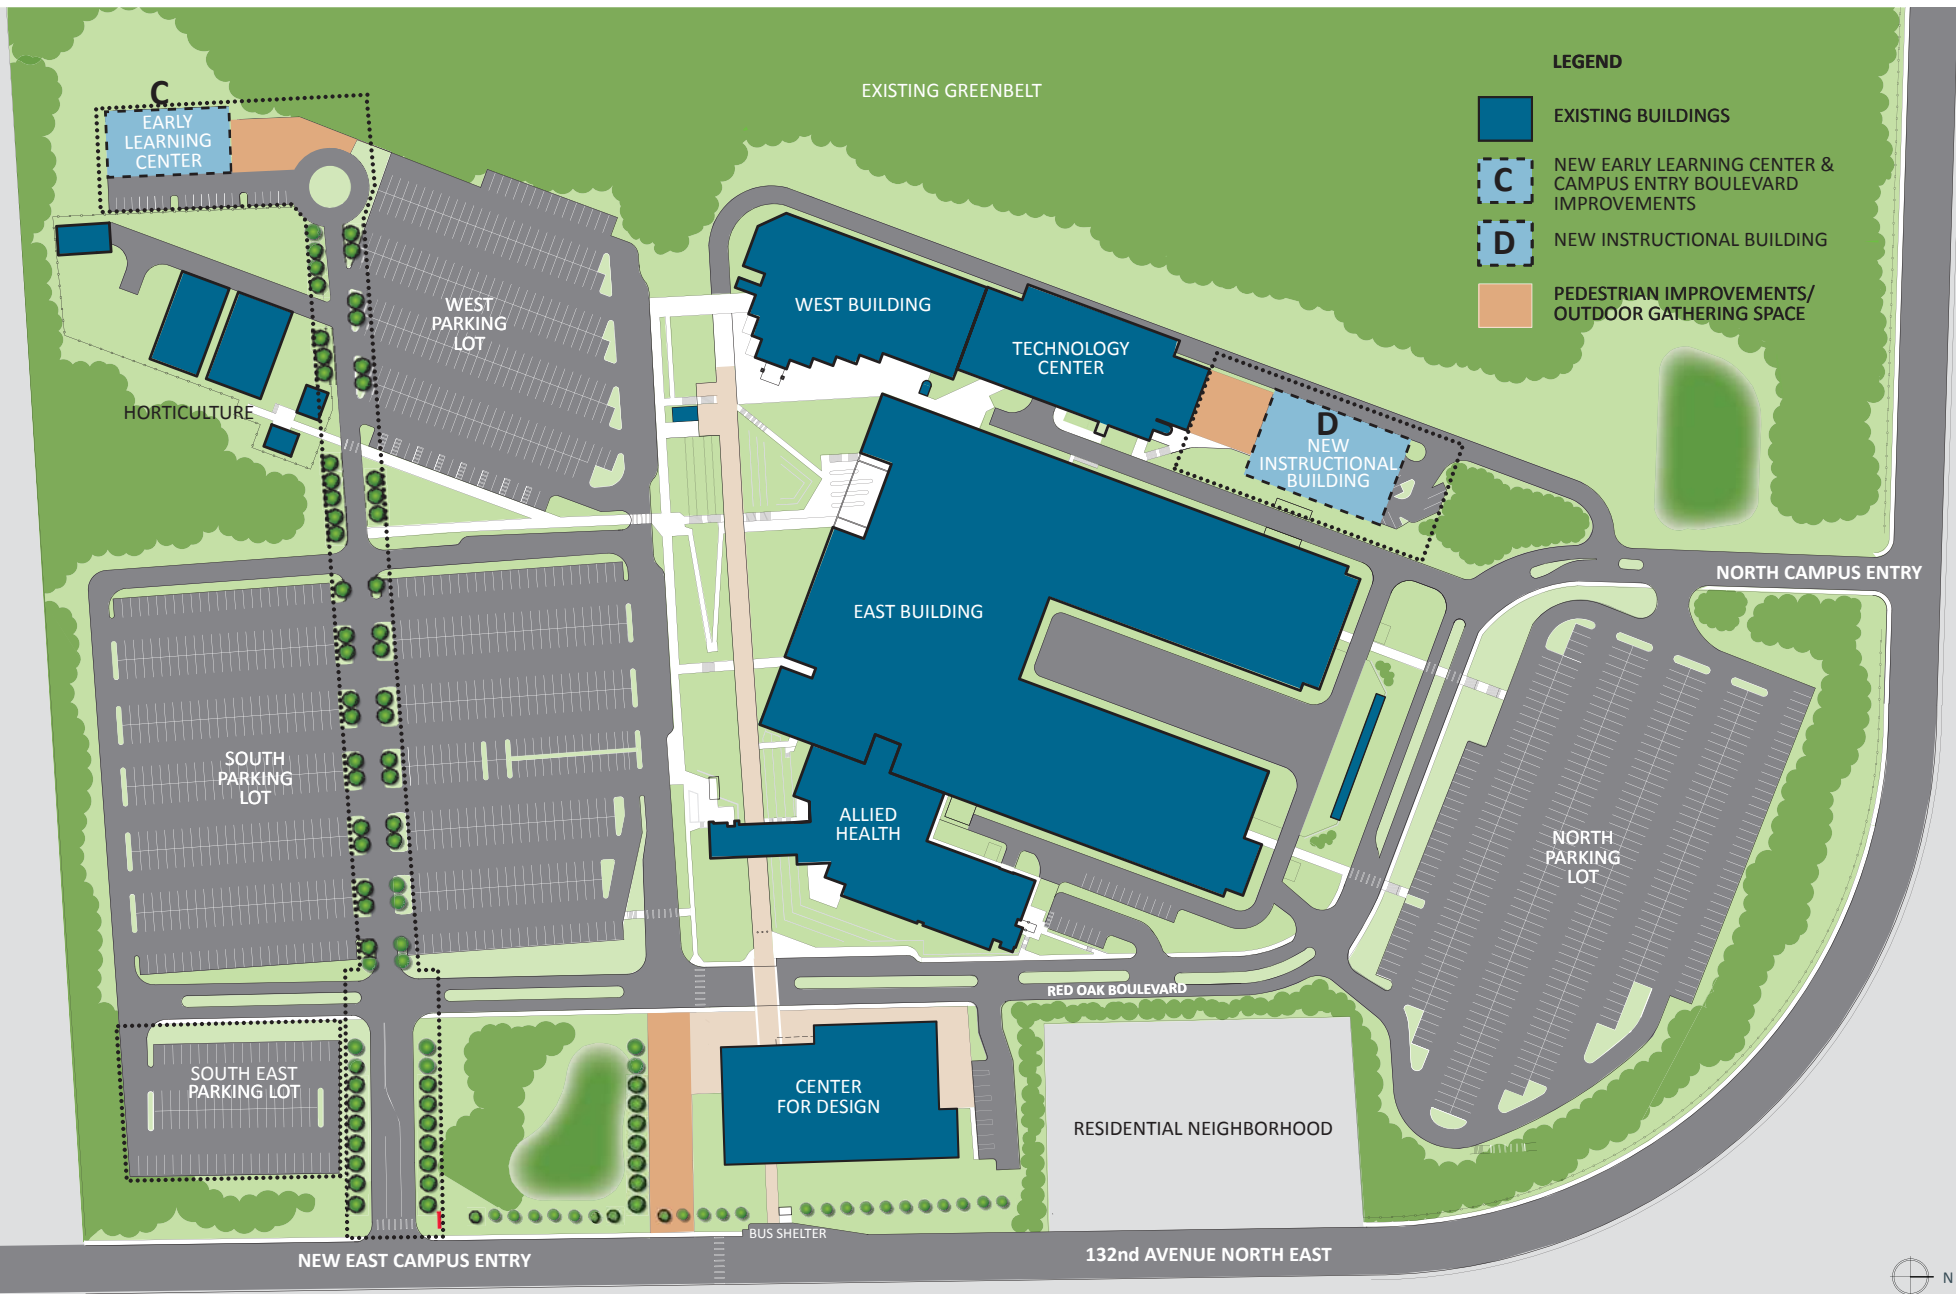 LEGEND
EXISTING BUILDINGS
C
NEW EARLY LEARNING CENTER &
CAMPUS ENTRY BOULEVARD
IMPROVEMENTS
D
NEW INSTRUCTIONAL BUILDING
PEDESTRIAN IMPROVEMENTS/
OUTDOOR GATHERING SPACE
EXISTING GREENBELT
C
EARLY
LEARNING
CENTER
WEST
PARKING
LOT
WEST BUILDING
TECHNOLOGY
CENTER
HORTICULTURE
D
NEW
INSTRUCTIONAL
BUILDING
NORTH CAMPUS ENTRY
EAST BUILDING
SOUTH
PARKING
LOT
ALLIED
HEALTH
NORTH
PARKING
LOT
RED OAK BOULEVARD
SOUTH EAST
PARKING LOT
CENTER
FOR DESIGN
RESIDENTIAL NEIGHBORHOOD
BUS SHELTER
NEW EAST CAMPUS ENTRY
132nd AVENUE NORTH EAST
N